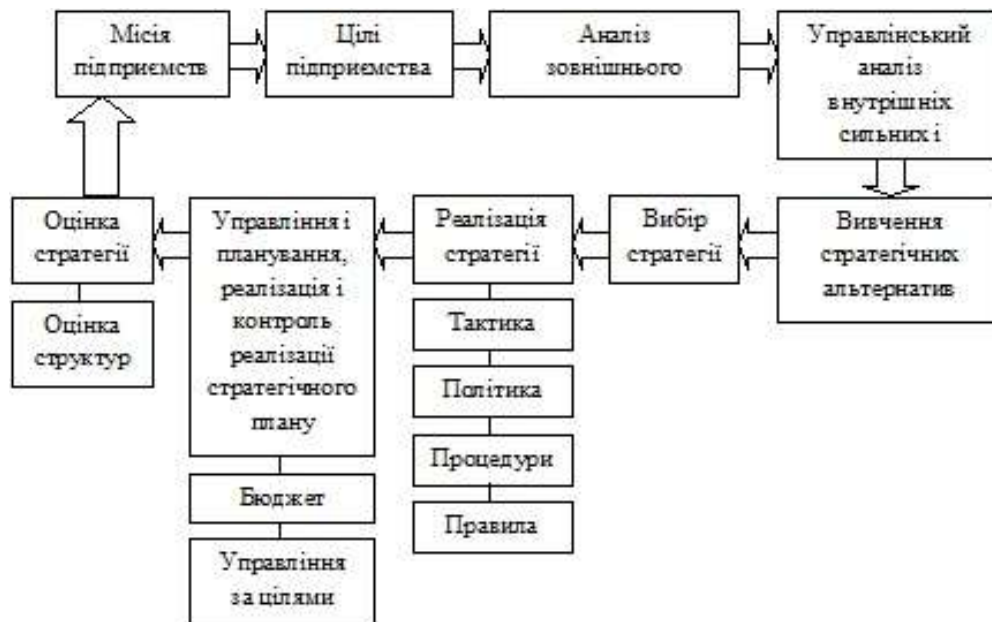 Місія
підприємств
Цілі
підприємства
Аналіз
зовнішнього
Управлінський
аналіз
внутрішніх
сильних і
Вивчення
стратегічних
альтернатив
Вибір
стратегії
Реалізація
стратегії
Тактика
Політика
Процедури
Правила
Управління і
планування,
реалізація і
контроль
реалізації
стратегічного
плану
Бюджет
Управління
за цілями
Оцінка
стратегії
Оцінка
структур